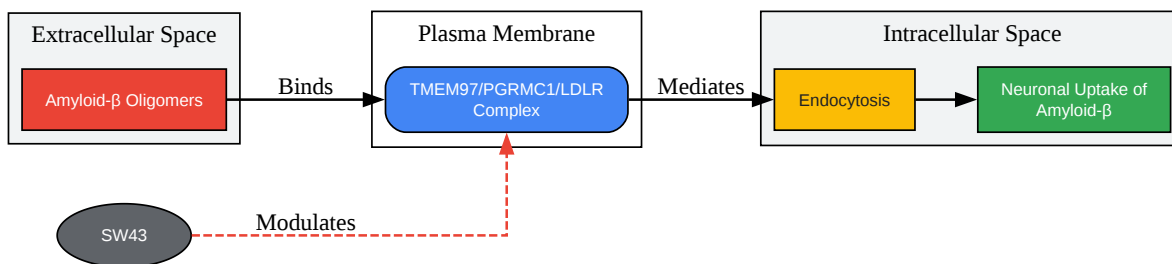 Extracellular Space
Plasma Membrane
Intracellular Space
Amyloid-β Oligomers
Binds
TMEM97/PGRMC1/LDLR
Complex
Mediates
Endocytosis
Neuronal Uptake of
Amyloid-β
SW43
Modulates